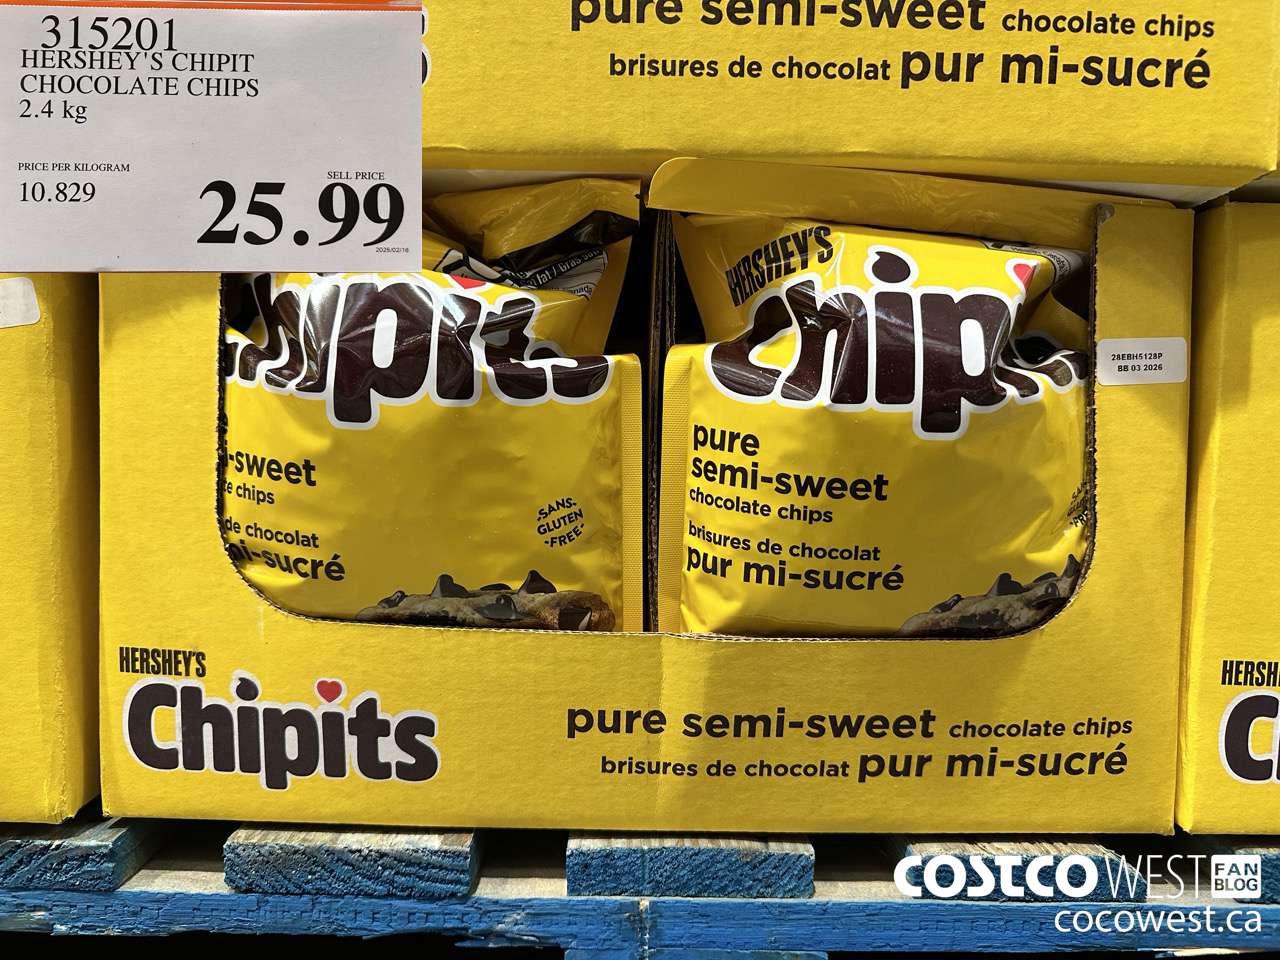 315201
HERSHEY'S CHIPIT
CHOCOLATE CHIPS
2.4 kg
PRICE PER KILOGRAM
10.829
SELL PRICE
25.99
pure semi-sweet chocolate chips
brisures de chocolat pur mi-sucré
hipits
-sweet
chips
de chocolat
mi-sucré
SANS
GLUTEN
-FREE-
HERSHEY'S
chip
pure
semi-sweet
chocolate chips
brisures de chocolat
pur mi-sucré
28EBH5128P
BB 03 2026
HERSHEY'S
Chipits
pure semi-sweet chocolate chips
brisures de chocolat pur mi-sucré
HERSH
C
COSTCO WEST FAN BLOG
cocowest.ca